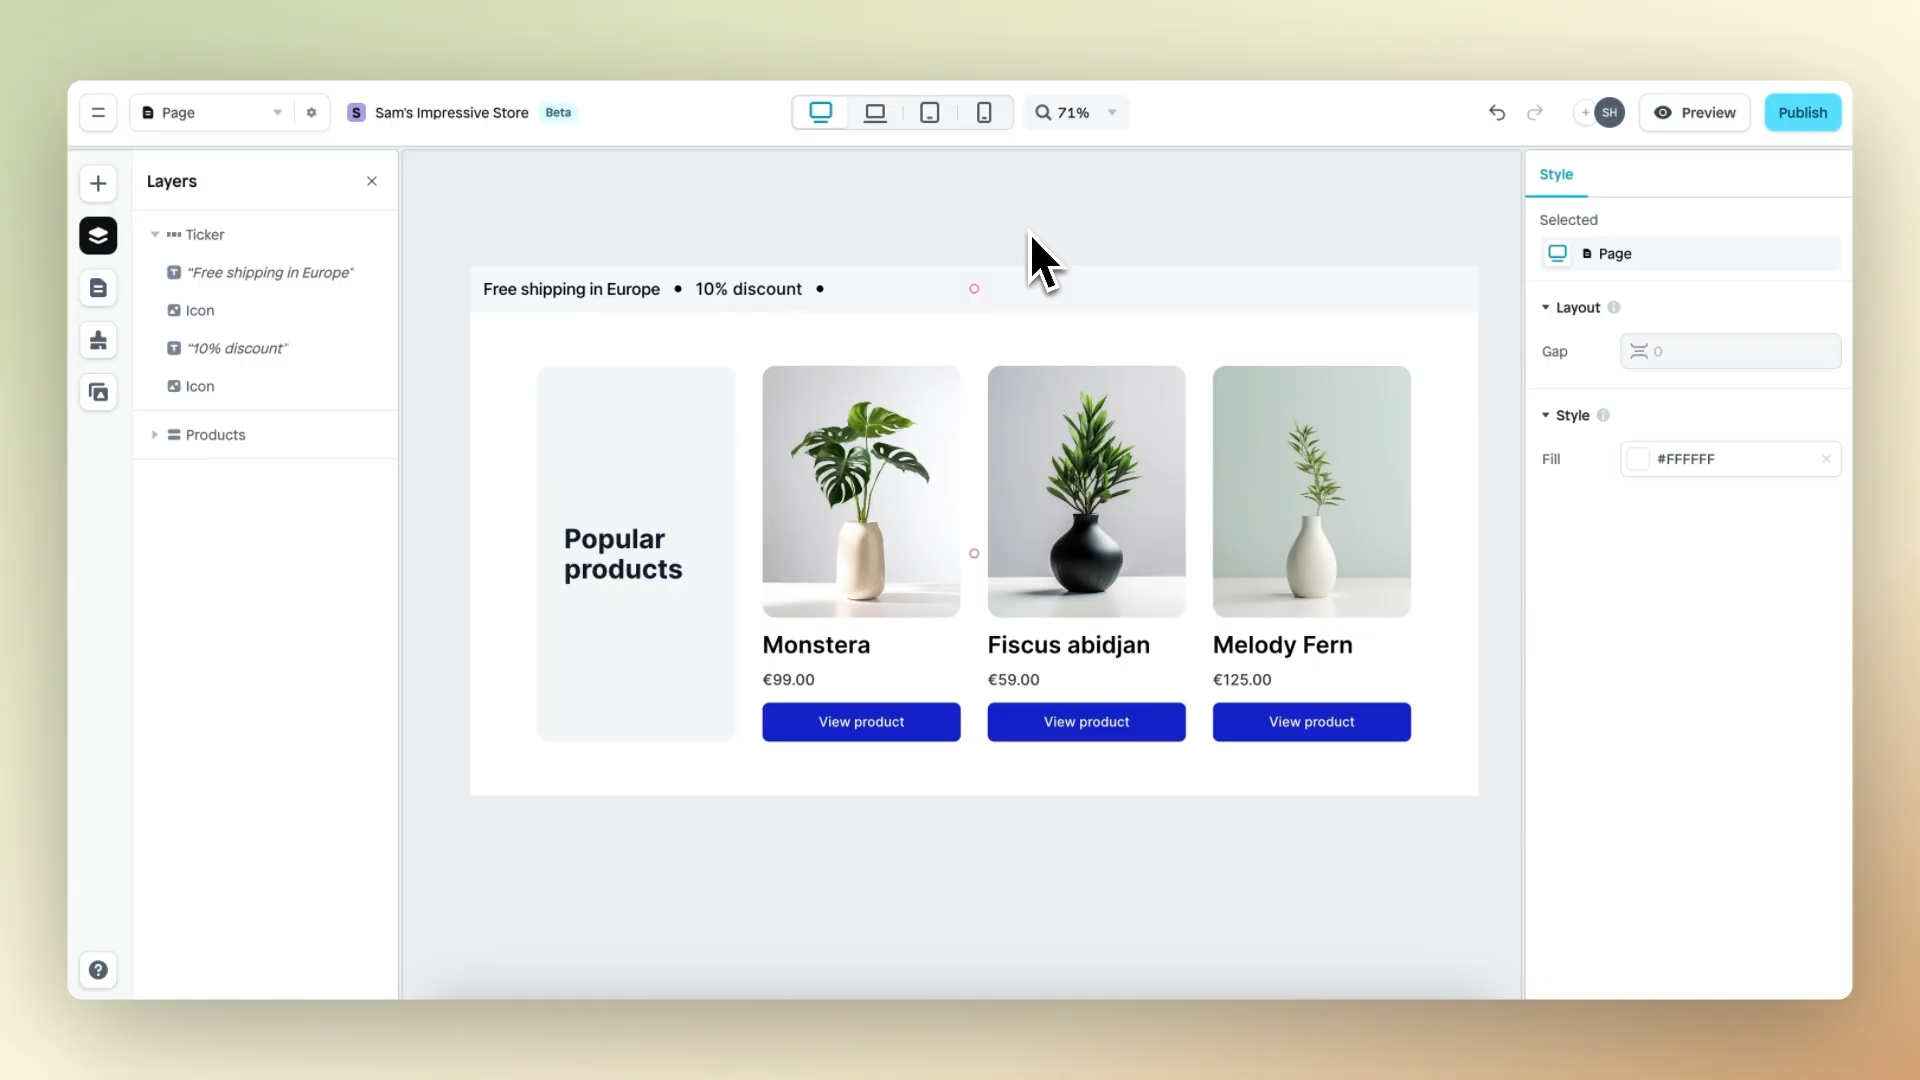 Page
S
Sam's Impressive Store
Beta
71%
+
SH
Preview
Publish
Layers
Ticker
"Free shipping in Europe"
Icon
"10% discount"
Icon
Products
Free shipping in Europe • 10% discount •
Popular
products
Monstera
€99.00
View product
Fiscus abidjan
€59.00
View product
Melody Fern
€125.00
View product
Style
Selected
Page
Layout
Gap
0
Style
Fill
#FFFFFF